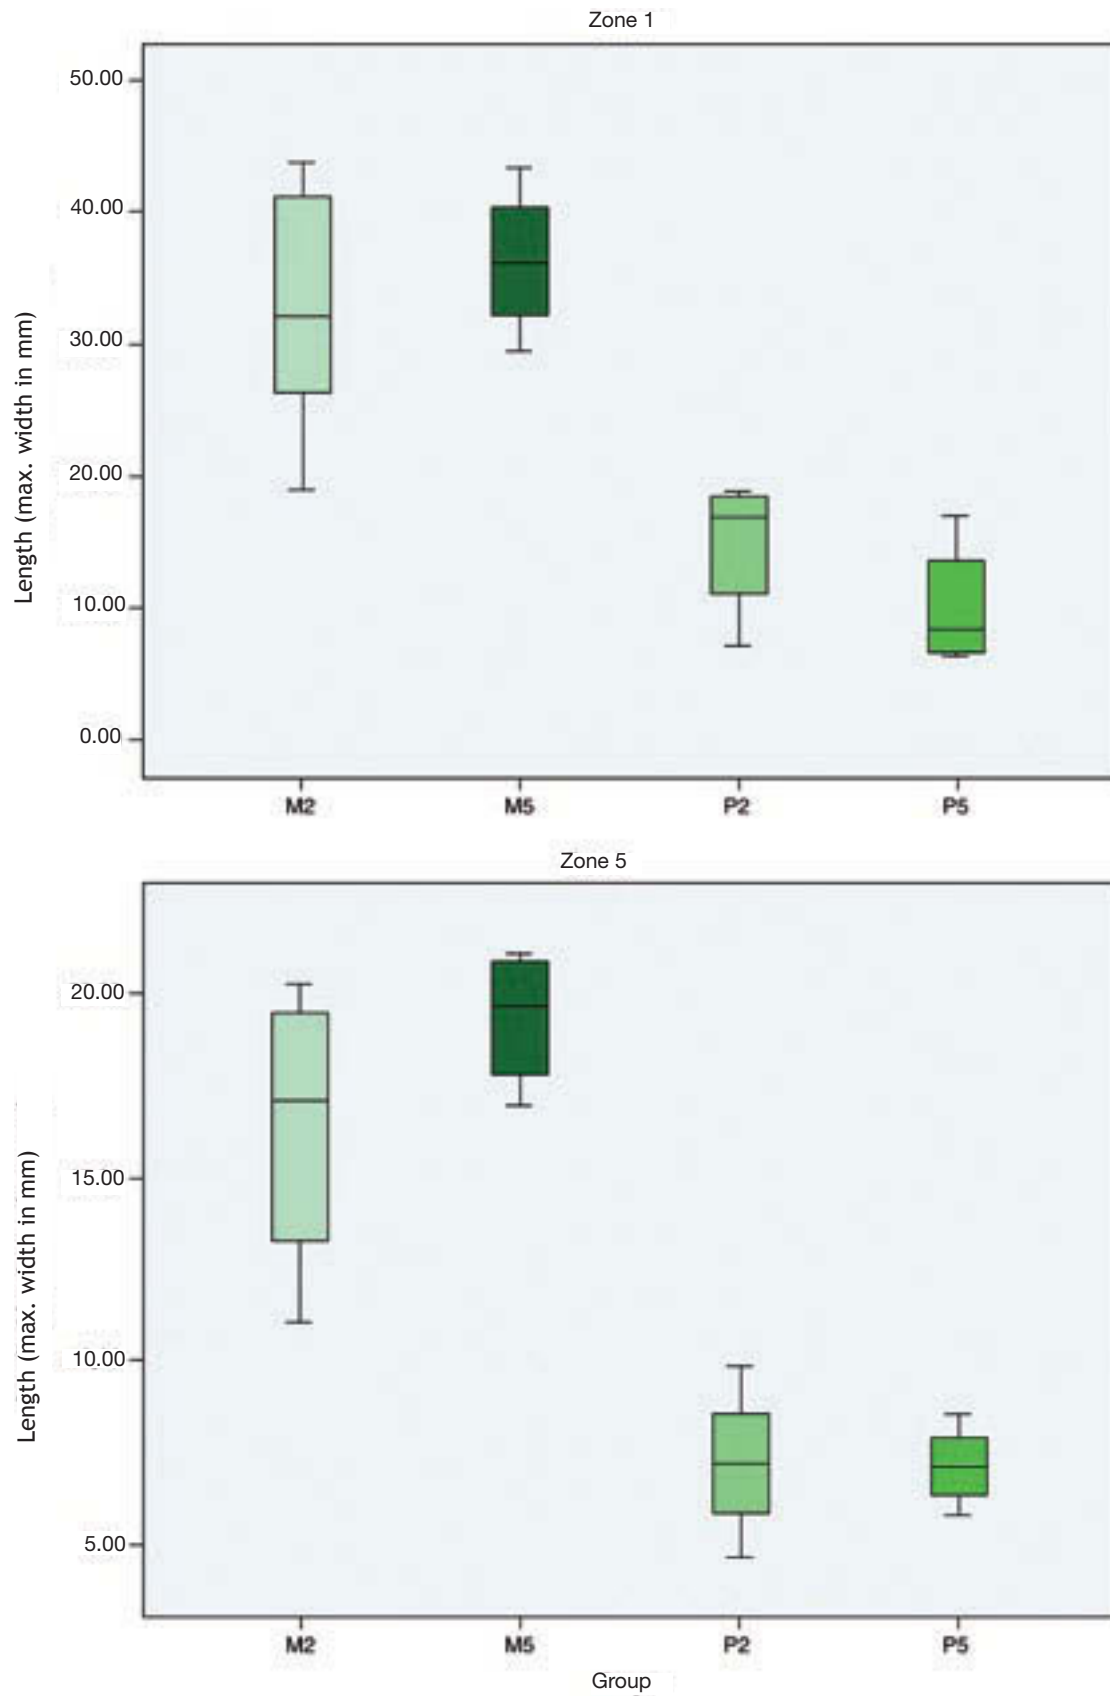 Zone 1
Length (max. width in mm)
50.00
40.00
30.00
20.00
10.00
0.00
M2 M5 P2 P5
Zone 5
Length (max. width in mm)
20.00
15.00
10.00
5.00
M2 M5 P2 P5
Group